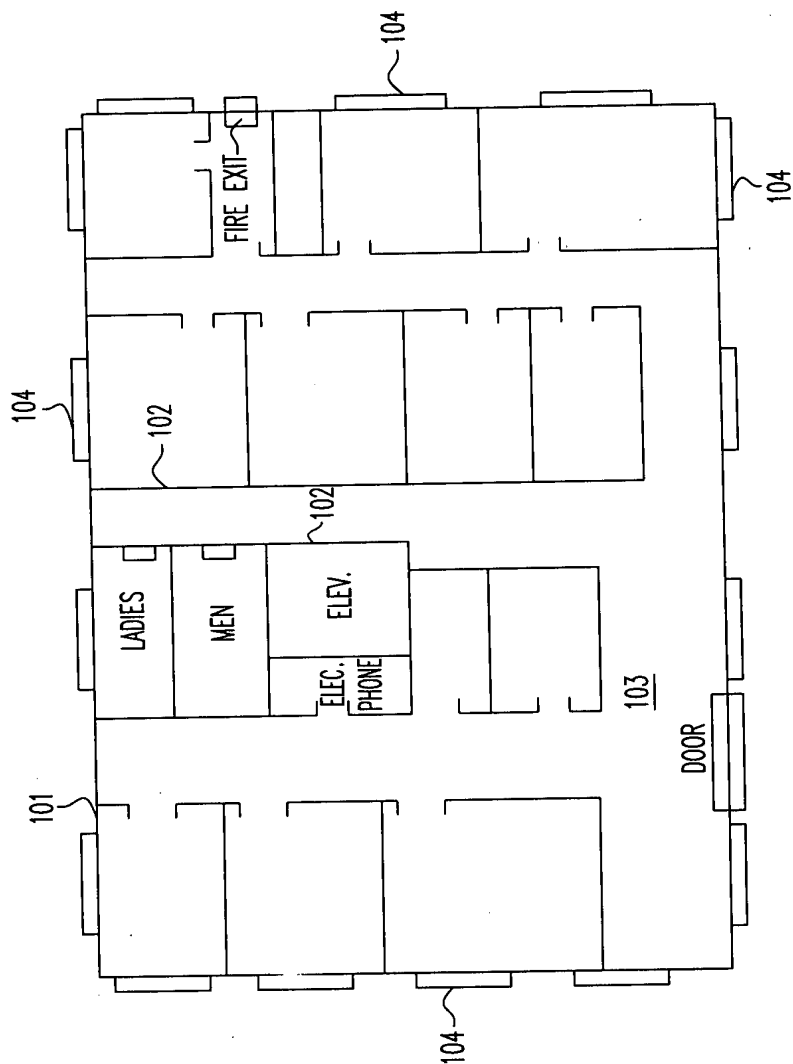 104
104
FIRE EXIT
104
102
102
LADIES
MEN
ELEV.
ELEC.
PHONE
103
DOOR
101
104